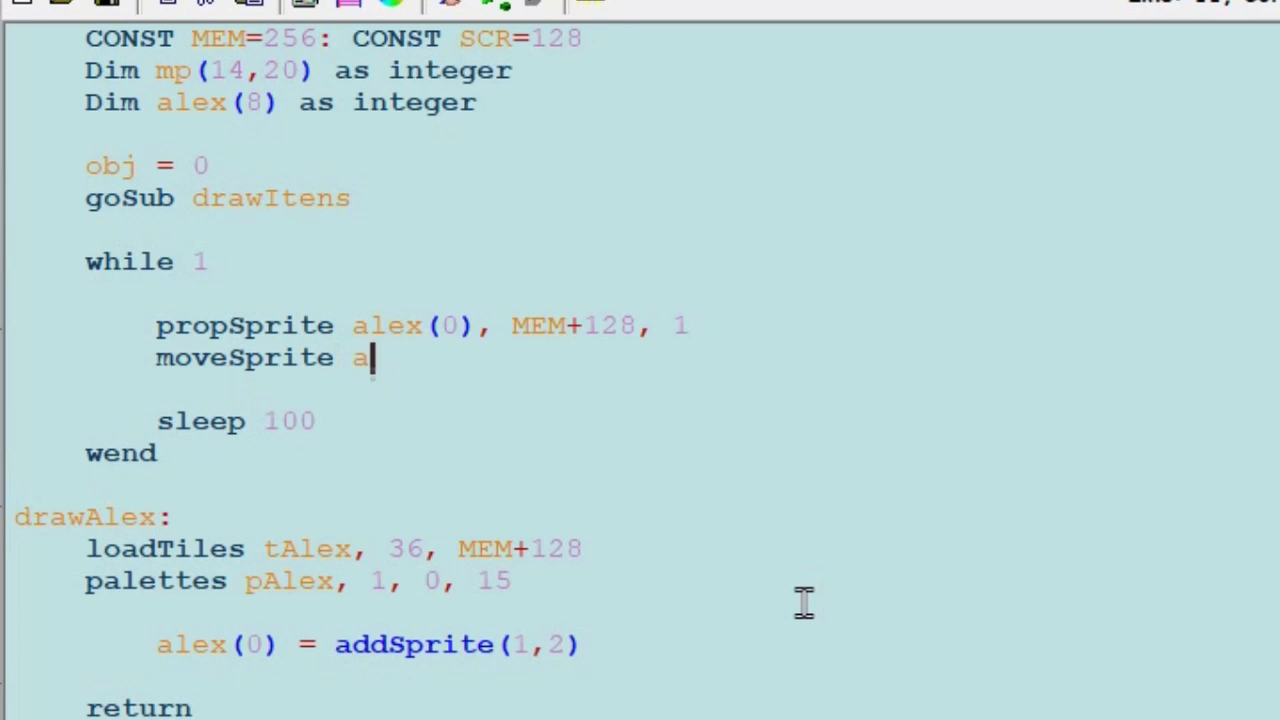 CONST MEM=256: CONST SCR=128
Dim mp(14,20) as integer
Dim alex(8) as integer
obj = 0
goSub drawItens
while 1
propSprite alex(0), MEM+128, 1
moveSprite a
sleep 100
wend
drawAlex:
loadTiles tAlex, 36, MEM+128
palettes pAlex, 1, 0, 15
alex(0) = addSprite(1,2)
return